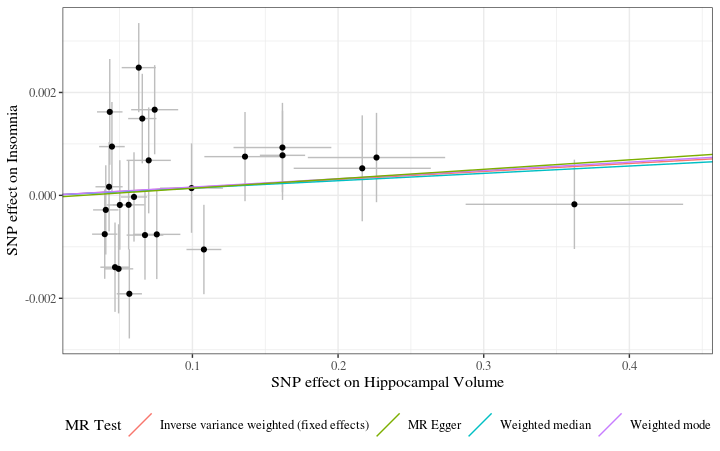 SNP effect on Insomnia
0.002
0.000
-0.002
0.1
0.2
0.3
0.4
SNP effect on Hippocampal Volume
MR Test
Inverse variance weighted (fixed effects)
MR Egger
Weighted median
Weighted mode